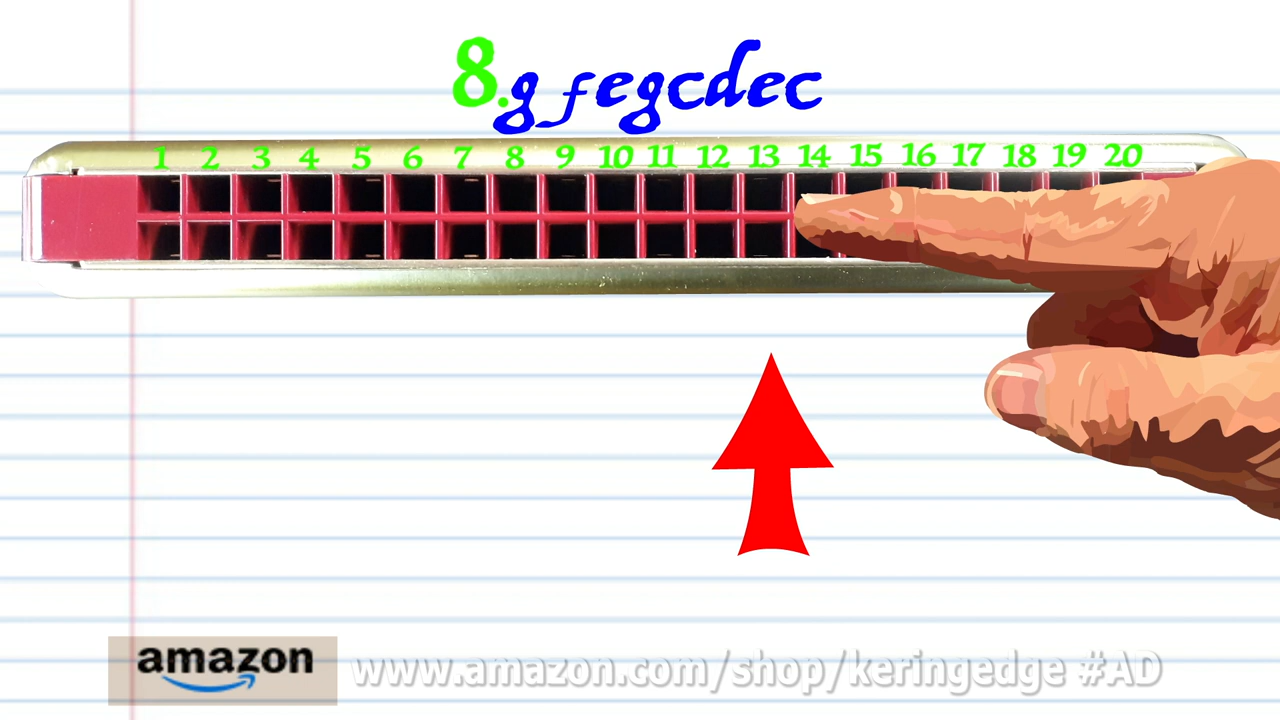 8. g f e g c d e c
1 2 3 4 5 6 7 8 9 10 11 12 13 14 15 16 17 18 19 20
amazon www.amazon.com/shop/keringedge #AD